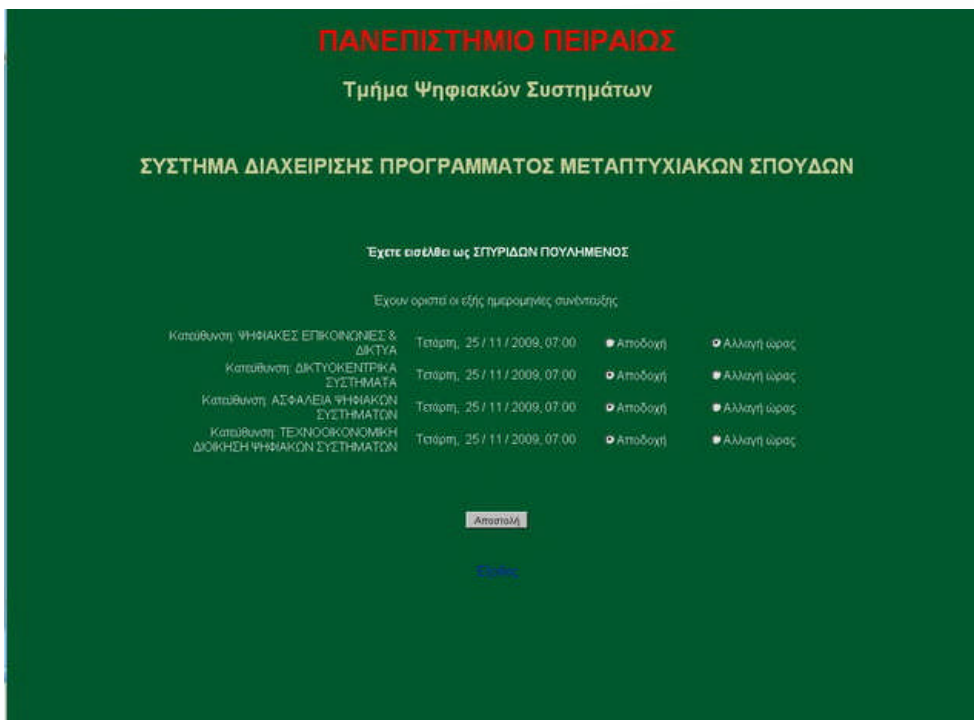 ΠΑΝΕΠΙΣΤΗΜΙΟ ΠΕΙΡΑΙΩΣ
Τμήμα Ψηφιακών Συστημάτων
ΣΥΣΤΗΜΑ ΔΙΑΧΕΙΡΙΣΗΣ ΠΡΟΓΡΑΜΜΑΤΟΣ ΜΕΤΑΠΤΥΧΙΑΚΩΝ ΣΠΟΥΔΩΝ
Έχετε εισέλθει ως ΣΠΥΡΙΔΩΝ ΠΟΥΛΗΜΕΝΟΣ
Έχουν οριστεί οι εξής ημερομηνίες συνέντευξης
Κατεύθυνση: ΨΗΦΙΑΚΕΣ ΕΠΙΚΟΙΝΩΝΙΕΣ &
ΔΙΚΤΥΑ
Τετάρτη, 25 / 11 / 2009, 07:00 Αποδοχή Αλλαγή ώρας
Κατεύθυνση: ΔΙΚΤΥΟΚΕΝΤΡΙΚΑ
ΣΥΣΤΗΜΑΤΑ
Τετάρτη, 25 / 11 / 2009, 07:00 Αποδοχή Αλλαγή ώρας
Κατεύθυνση: ΑΣΦΑΛΕΙΑ ΨΗΦΙΑΚΩΝ
ΣΥΣΤΗΜΑΤΩΝ
Τετάρτη, 25 / 11 / 2009, 07:00 Αποδοχή Αλλαγή ώρας
Κατεύθυνση: ΤΕΧΝΟΟΙΚΟΝΟΜΙΚΗ
ΔΙΟΙΚΗΣΗ ΨΗΦΙΑΚΩΝ ΣΥΣΤΗΜΑΤΩΝ
Τετάρτη, 25 / 11 / 2009, 07:00 Αποδοχή Αλλαγή ώρας
Αποστολή
Έξοδος